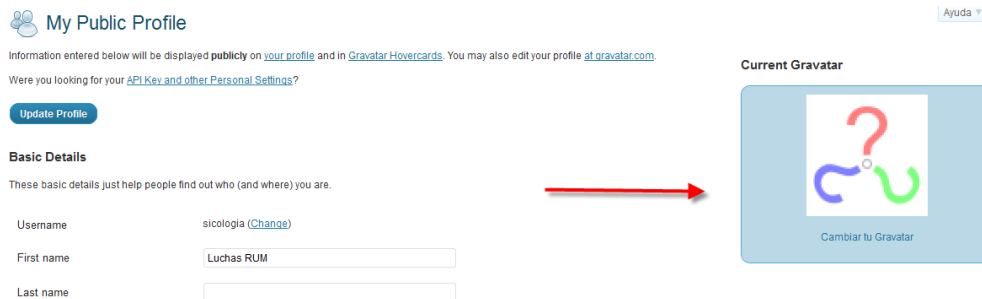 My Public Profile
Ayuda
Information entered below will be displayed publicly on your profile and in Gravatar Hovercards. You may also edit your profile at gravatar.com.
Were you looking for your API Key and other Personal Settings?
Update Profile
Current Gravatar
Basic Details
These basic details just help people find out who (and where) you are.
Username sicologia (Change)
First name Luchas RUM
Last name
Cambiar tu Gravatar